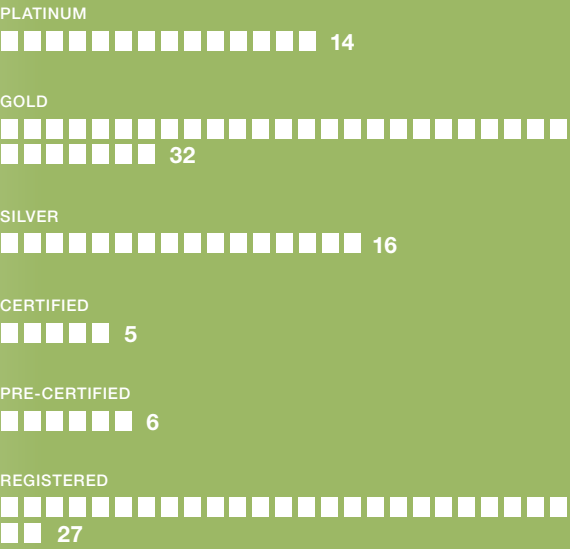 PLATINUM
14
GOLD
32
SILVER
16
CERTIFIED
5
PRE-CERTIFIED
6
REGISTERED
27